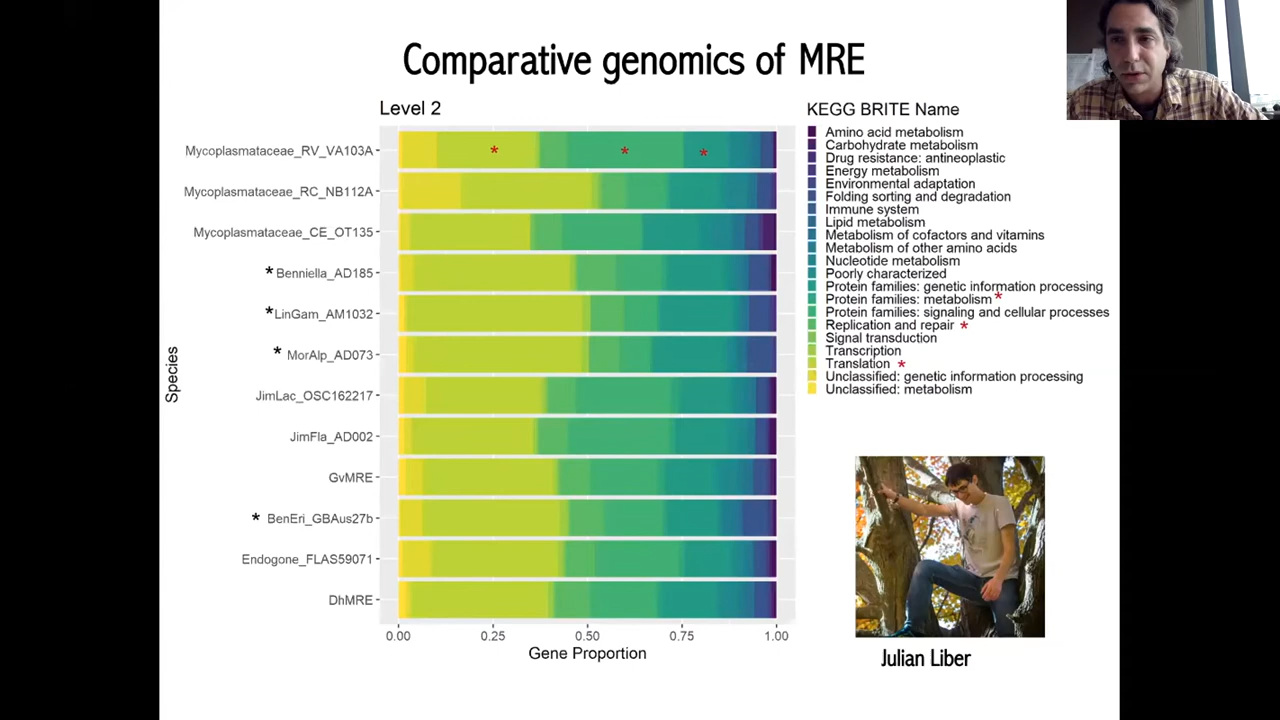 Comparative genomics of MRE
Level 2
Species
Mycoplasmataceae_RV_VA103A
Mycoplasmataceae_RC_NB112A
Mycoplasmataceae_CE_OT135
*Benniella_AD185
*LinGam_AM1032
* MorAlp_AD073
JimLac_OSC162217
JimFla_AD002
GvMRE
* BenEri_GBAus27b
Endogone_FLAS59071
DhMRE
* * *
0.00 0.25 0.50 0.75 1.00
Gene Proportion
KEGG BRITE Name
Amino acid metabolism
Carbohydrate metabolism
Drug resistance: antineoplastic
Energy metabolism
Environmental adaptation
Folding sorting and degradation
Immune system
Lipid metabolism
Metabolism of cofactors and vitamins
Metabolism of other amino acids
Nucleotide metabolism
Poorly characterized
Protein families: genetic information processing
Protein families: metabolism *
Protein families: signaling and cellular processes
Replication and repair *
Signal transduction
Transcription
Translation *
Unclassified: genetic information processing
Unclassified: metabolism
Julian Liber